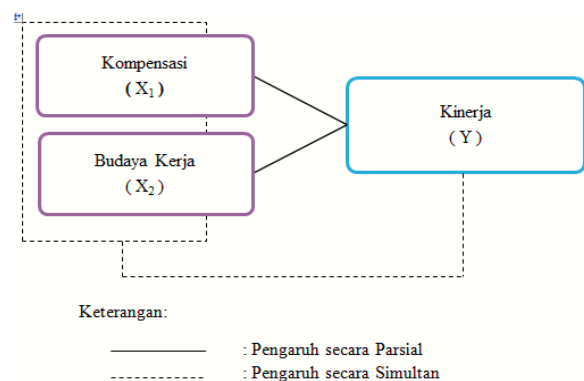 Kompensasi
( X₁ )
Budaya Kerja
( X₂ )
Kinerja
( Y )
Keterangan:
: Pengaruh secara Parsial
: Pengaruh secara Simultan